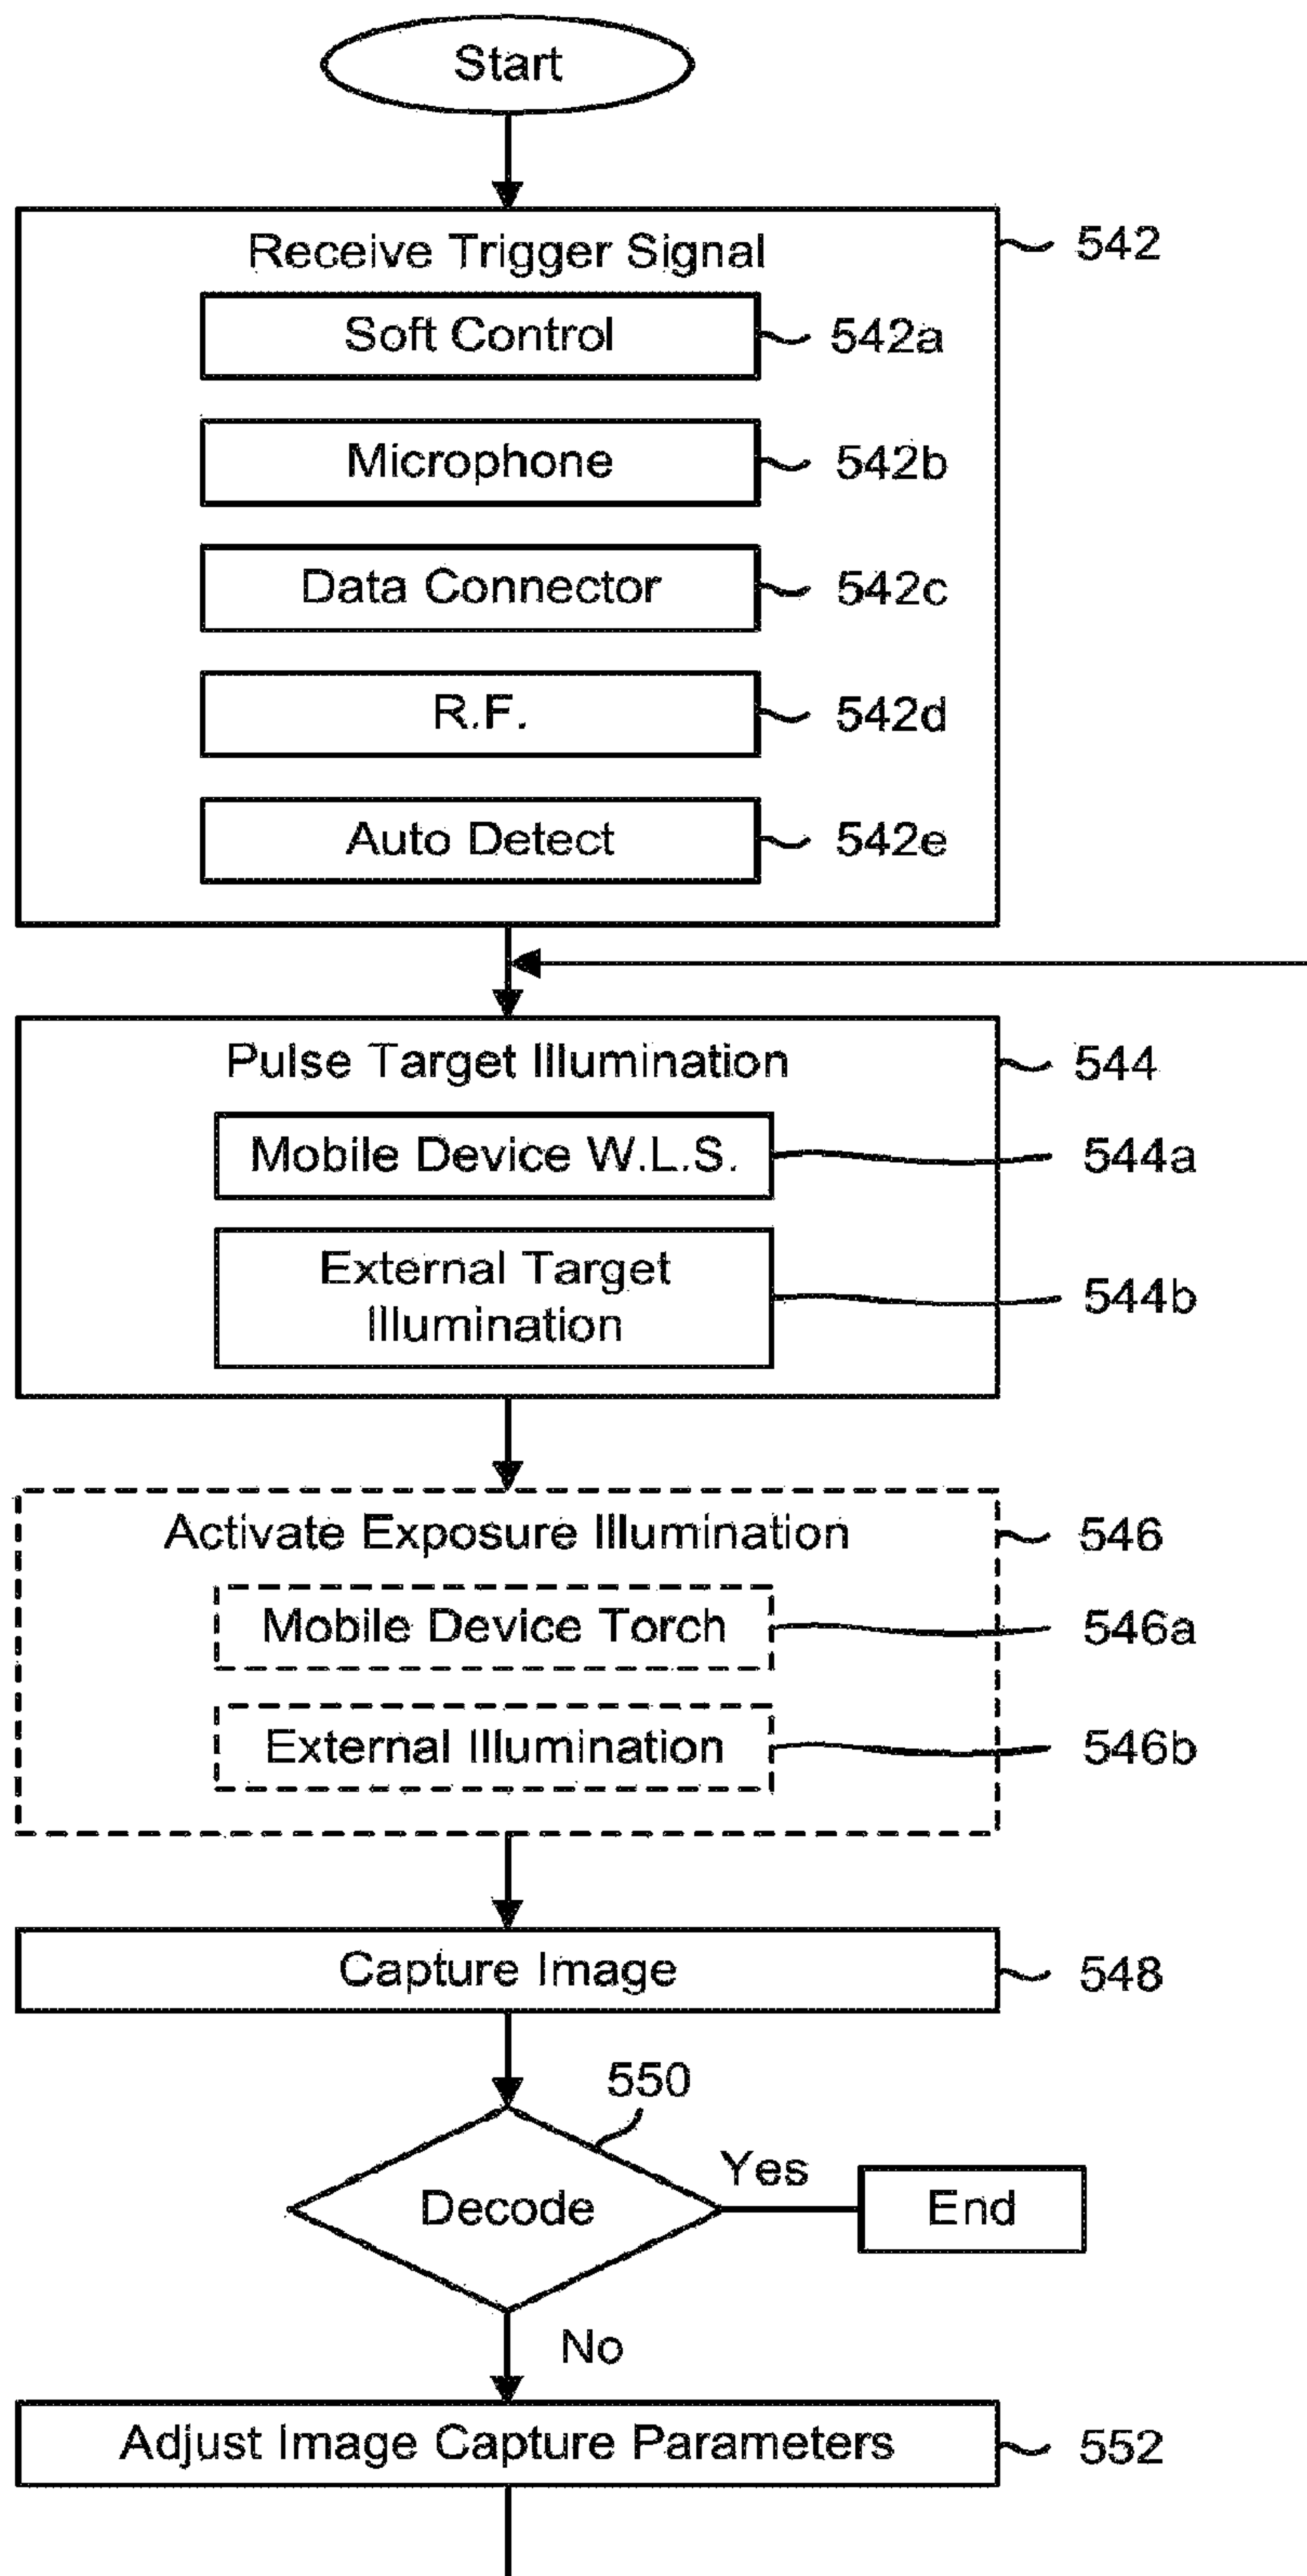 Start
Receive Trigger Signal
542
Soft Control
542a
Microphone
542b
Data Connector
542c
R.F.
542d
Auto Detect
542e
Pulse Target Illumination
544
Mobile Device W.L.S.
544a
External Target
Illumination
544b
Activate Exposure Illumination
546
Mobile Device Torch
546a
External Illumination
546b
Capture Image
548
550
Decode
Yes
End
No
Adjust Image Capture Parameters
552